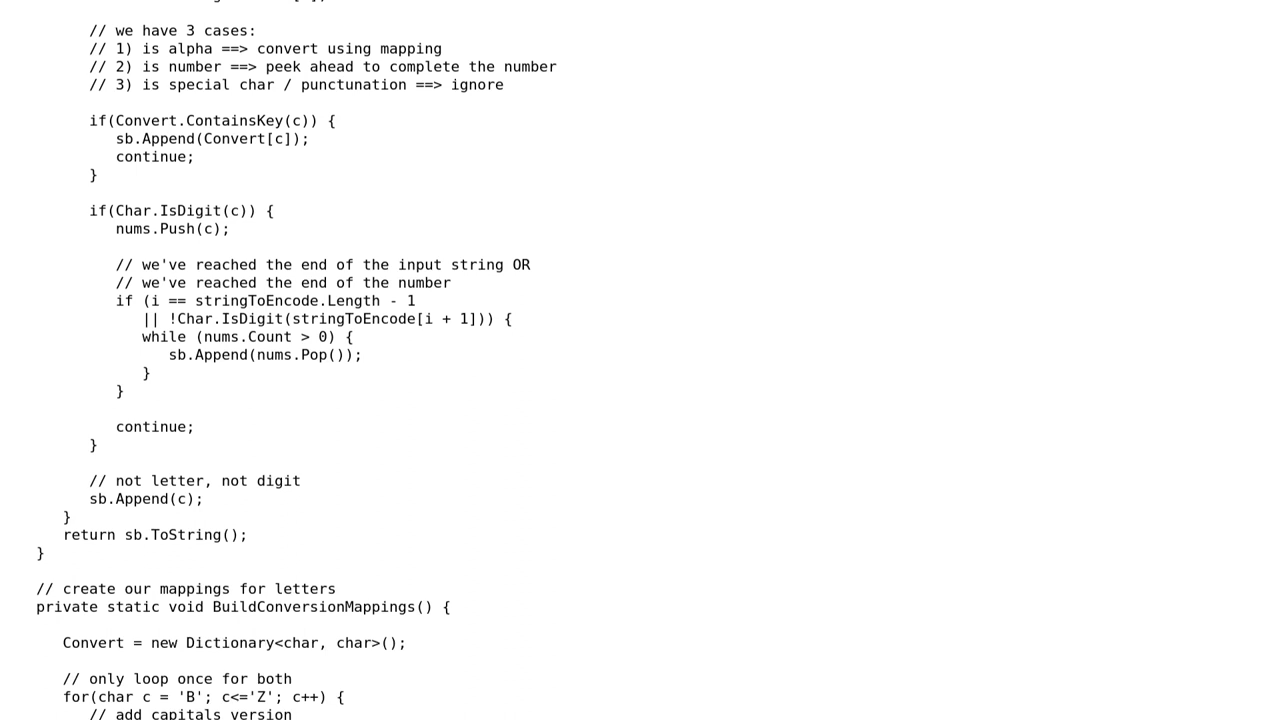 // we have 3 cases:
// 1) is alpha ==> convert using mapping
// 2) is number ==> peek ahead to complete the number
// 3) is special char / punctunation ==> ignore
if(Convert.ContainsKey(c)) {
sb.Append(Convert[c]);
continue;
}
if(Char.IsDigit(c)) {
nums.Push(c);
// we've reached the end of the input string OR
// we've reached the end of the number
if (i == stringToEncode.Length - 1
|| !Char.IsDigit(stringToEncode[i + 1])) {
while (nums.Count > 0) {
sb.Append(nums.Pop());
}
}
continue;
}
// not letter, not digit
sb.Append(c);
}
return sb.ToString();
}
// create our mappings for letters
private static void BuildConversionMappings() {
Convert = new Dictionary<char, char>();
// only loop once for both
for(char c = 'B'; c<='Z'; c++) {
// add capitals version